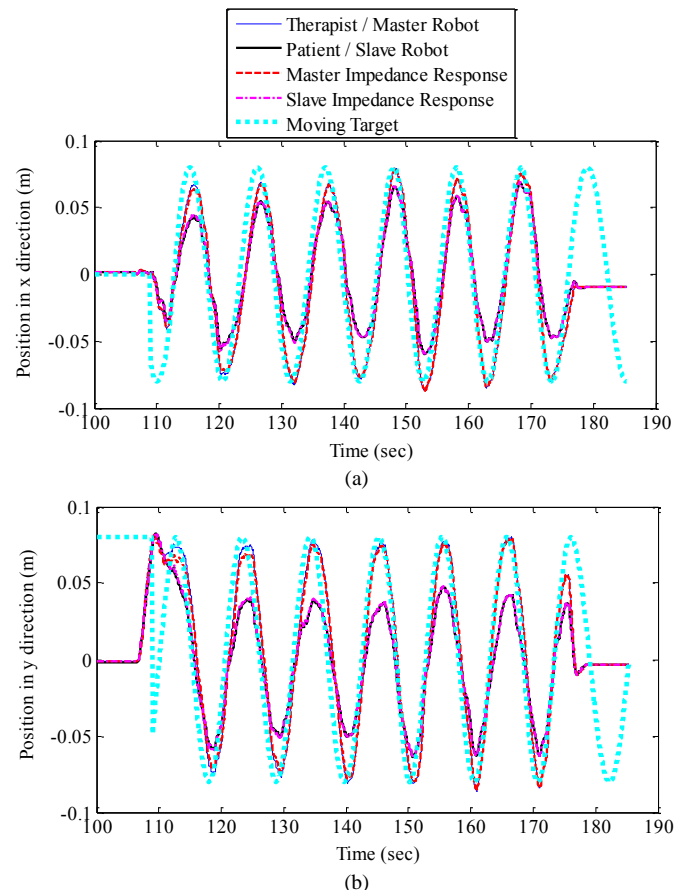 Therapist / Master Robot
Patient / Slave Robot
Master Impedance Response
Slave Impedance Response
Moving Target
Position in x direction (m)
0.1
0.05
0
-0.05
-0.1
100 110 120 130 140 150 160 170 180 190
Time (sec)
(a)
Position in y direction (m)
0.1
0.05
0
-0.05
-0.1
100 110 120 130 140 150 160 170 180 190
Time (sec)
(b)